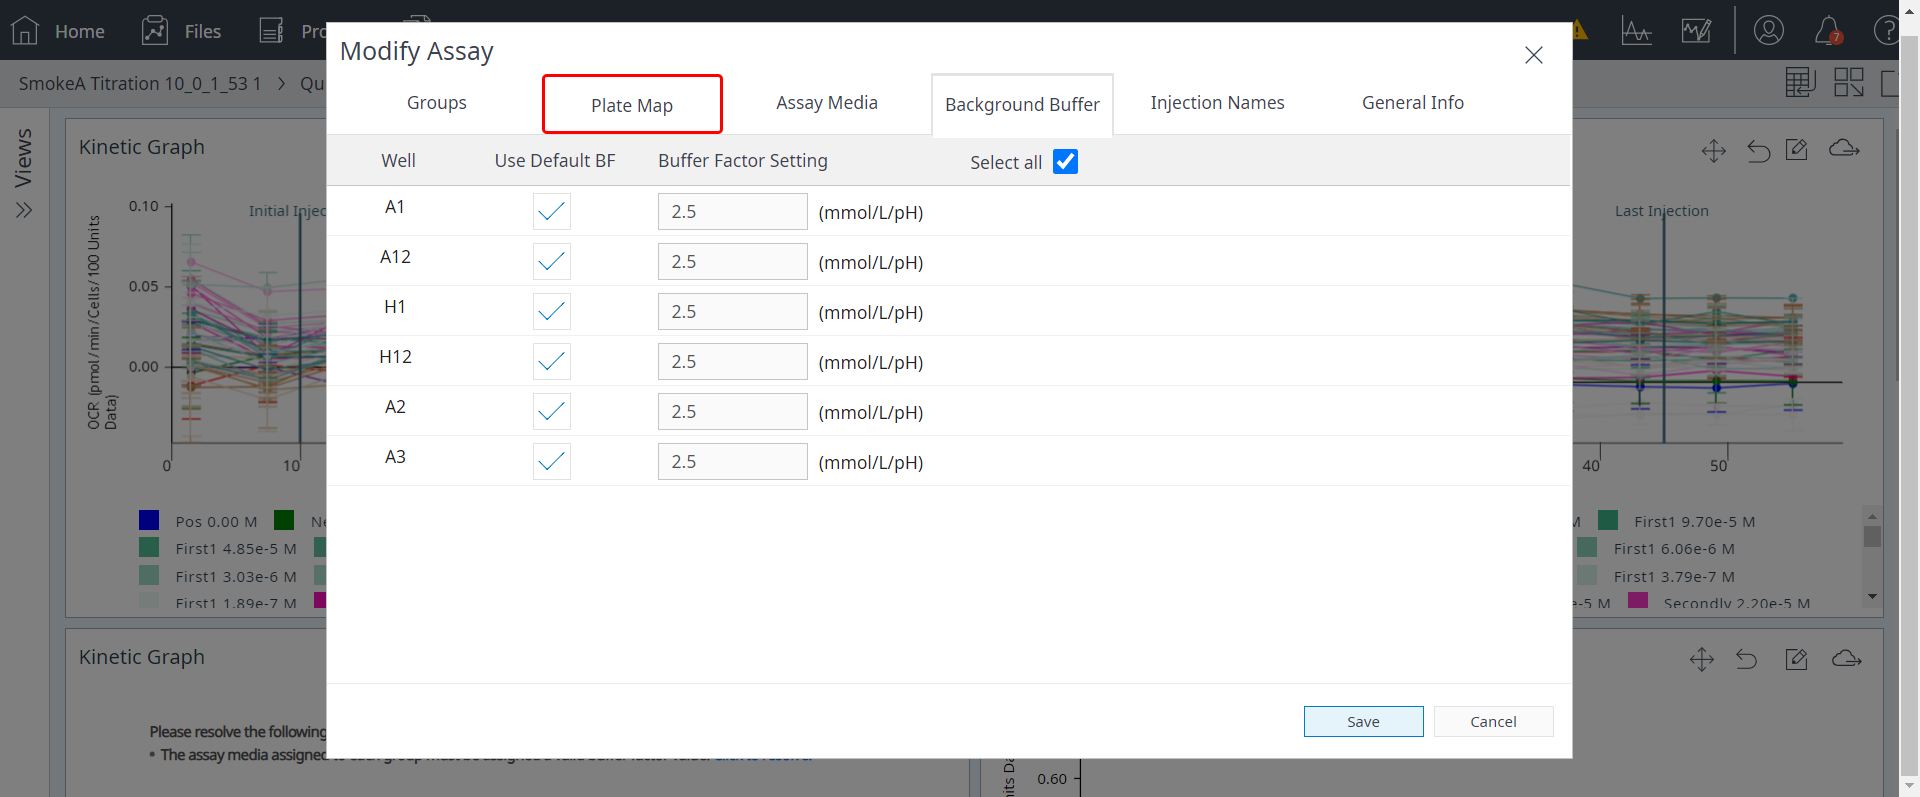 Home
Files
Modify Assay
7
SmokeA Titration 10_0_1_53 1
Groups
Plate Map
Assay Media
Background Buffer
Injection Names
General Info
Views
Kinetic Graph
Well
Use Default BF
Buffer Factor Setting
Select all
A1
2.5
(mmol/L/pH)
A12
2.5
(mmol/L/pH)
H1
2.5
(mmol/L/pH)
H12
2.5
(mmol/L/pH)
A2
2.5
(mmol/L/pH)
A3
2.5
(mmol/L/pH)
0.10
0.05
0.00
OCR (pmol/min/Cells/100 Units
Data)
Initial Injec
Last Injection
0
10
40
50
Pos 0.00 M
First1 9.70e-5 M
First1 4.85e-5 M
First1 6.06e-6 M
First1 3.03e-6 M
First1 3.79e-7 M
First1 1.89e-7 M
e-5 M
Secondly 2.20e-5 M
Kinetic Graph
Please resolve the following
• The assay media assigned
0.60
Save
Cancel